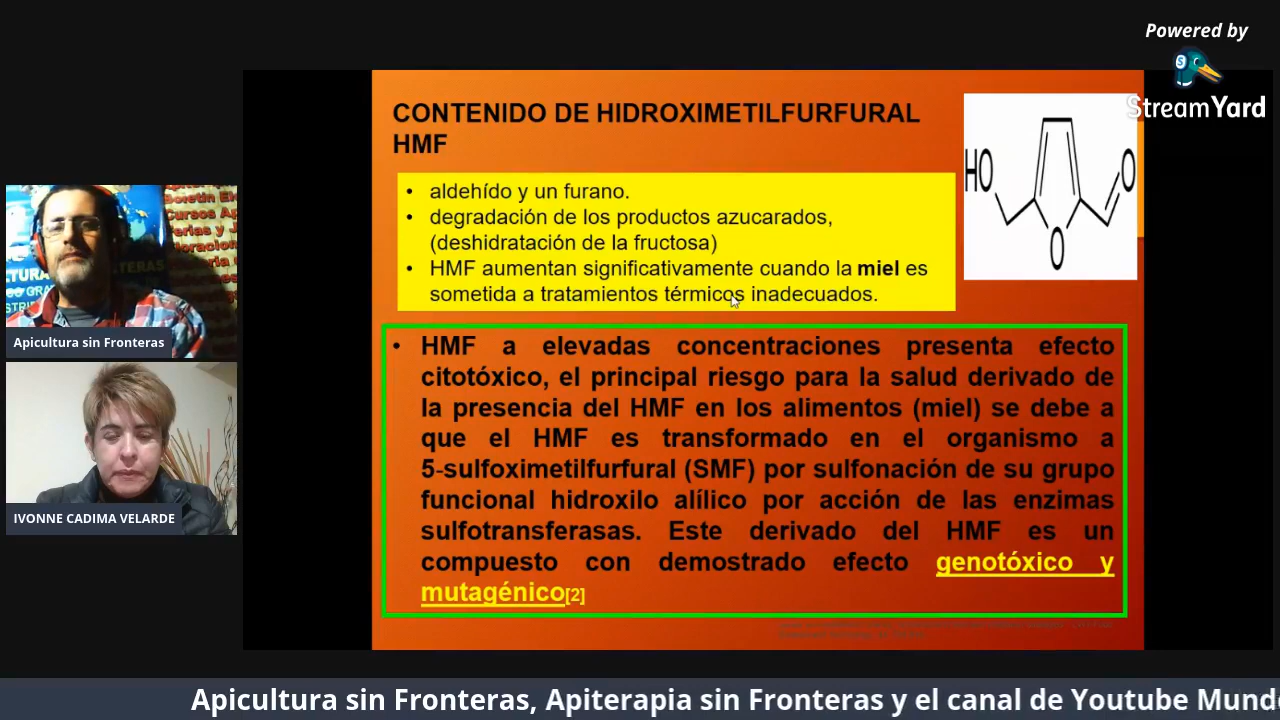 Powered by
StreamYard
CONTENIDO DE HIDROXIMETILFURFURAL
HMF
• aldehído y un furano.
• degradación de los productos azucarados,
(deshidratación de la fructosa)
• HMF aumentan significativamente cuando la miel es
sometida a tratamientos térmicos inadecuados.
HO
O
O
• HMF a elevadas concentraciones presenta efecto
citotóxico, el principal riesgo para la salud derivado de
la presencia del HMF en los alimentos (miel) se debe a
que el HMF es transformado en el organismo a
5-sulfoximetilfurfural (SMF) por sulfonación de su grupo
funcional hidroxilo alílico por acción de las enzimas
sulfotransferasas. Este derivado del HMF es un
compuesto con demostrado efecto genotóxico y
mutagénico[2]
Apicultura sin Fronteras
IVONNE CADIMA VELARDE
Apicultura sin Fronteras, Apiterapia sin Fronteras y el canal de Youtube Mund